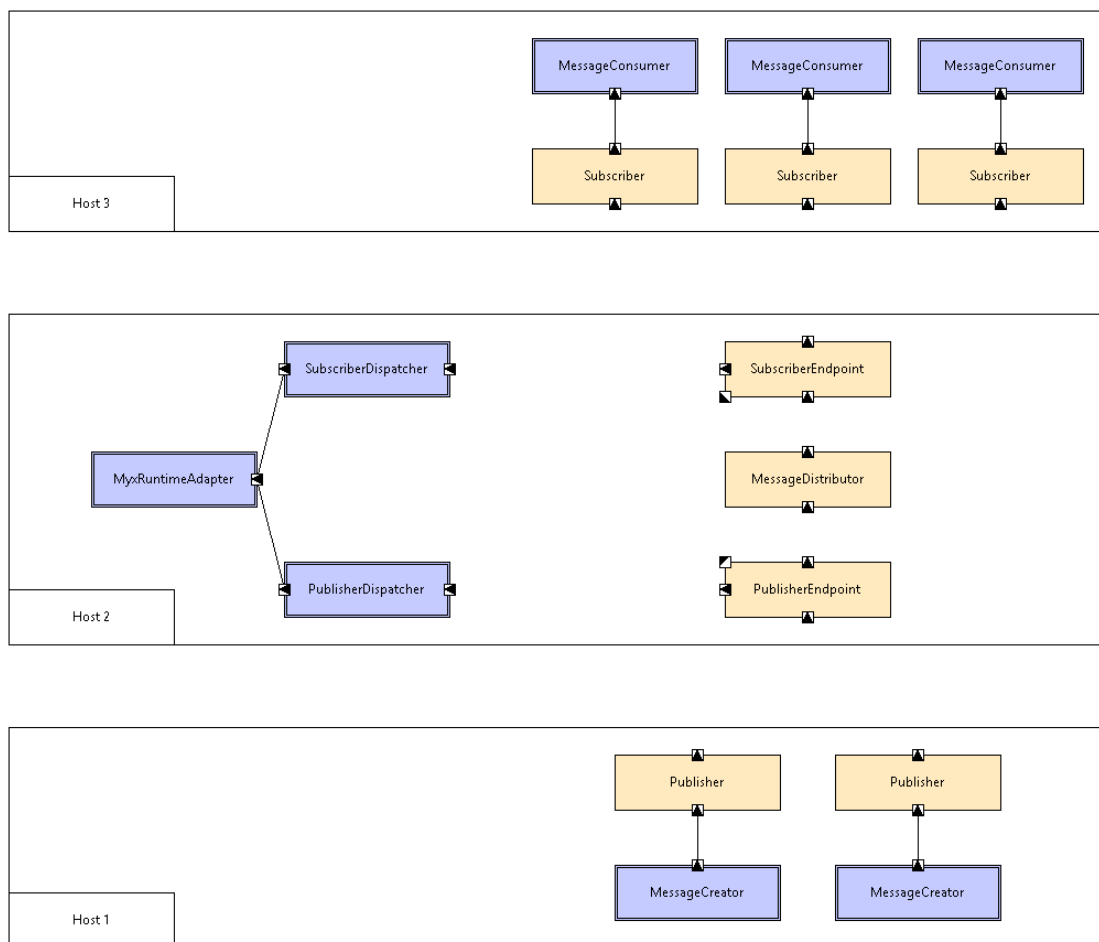 MessageConsumer
MessageConsumer
MessageConsumer
Subscriber
Subscriber
Subscriber
Host 3
SubscriberDispatcher
SubscriberEndpoint
MyxRuntimeAdapter
MessageDistributor
PublisherDispatcher
PublisherEndpoint
Host 2
Publisher
Publisher
MessageCreator
MessageCreator
Host 1